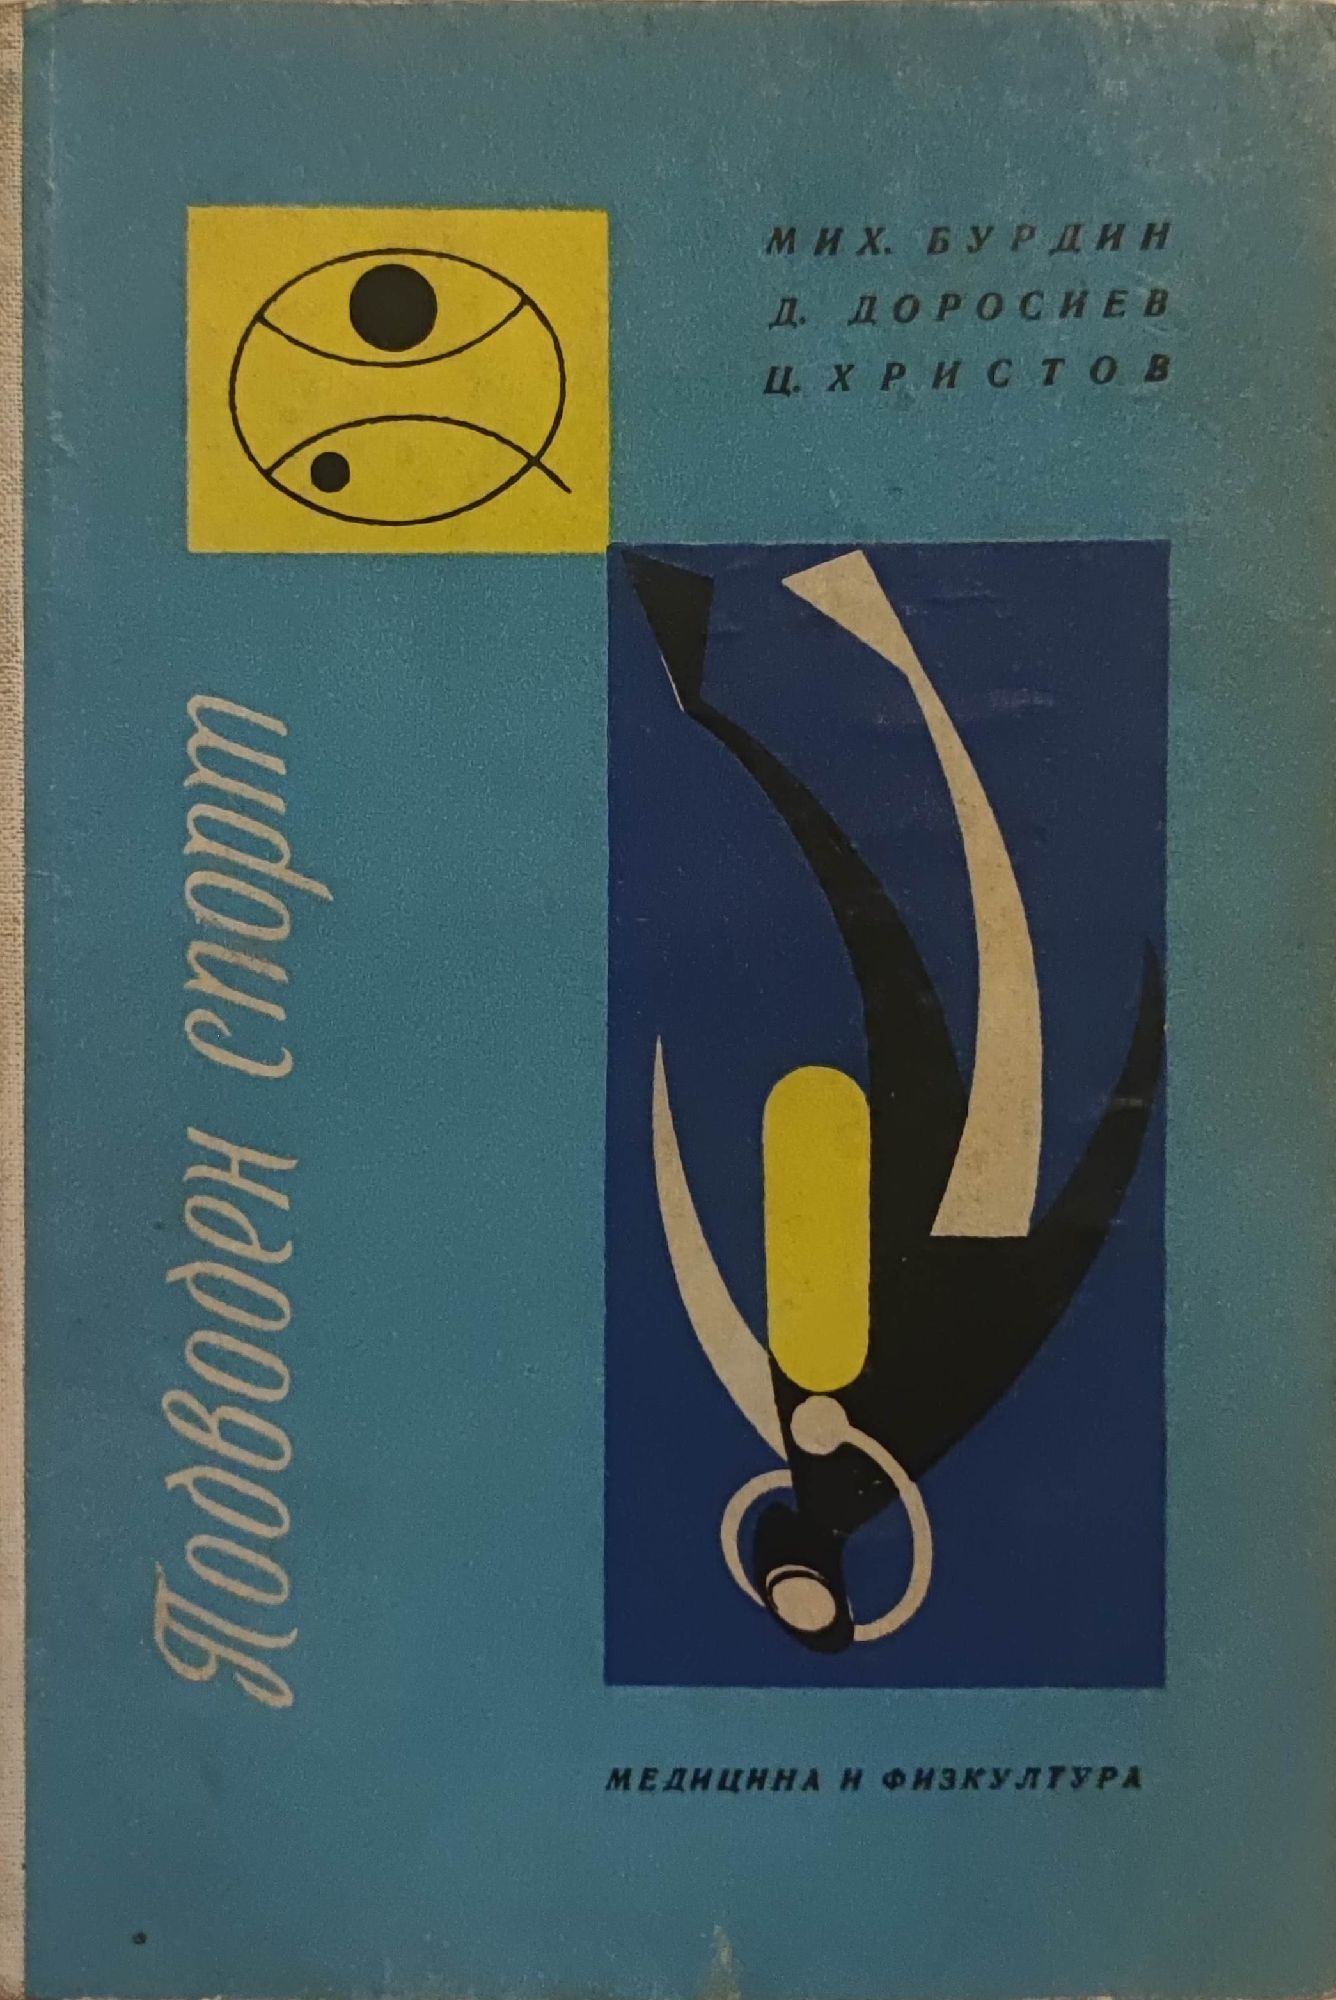 МИХ. БУРДИН
Д. ДОРОСИЕВ
Ц. ХРИСТОВ
Подводен спорт
МЕДИЦИНА И ФИЗКУЛТУРА